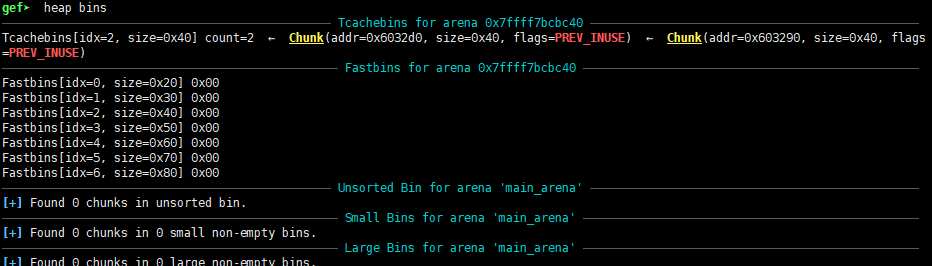 gef➤  heap bins
Tcachebins for arena 0x7ffff7bcbc40
Tcachebins[idx=2, size=0x40] count=2  ←  Chunk(addr=0x6032d0, size=0x40, flags=PREV_INUSE)  ←  Chunk(addr=0x603290, size=0x40, flags
=PREV_INUSE)
Fastbins for arena 0x7ffff7bcbc40
Fastbins[idx=0, size=0x20] 0x00
Fastbins[idx=1, size=0x30] 0x00
Fastbins[idx=2, size=0x40] 0x00
Fastbins[idx=3, size=0x50] 0x00
Fastbins[idx=4, size=0x60] 0x00
Fastbins[idx=5, size=0x70] 0x00
Fastbins[idx=6, size=0x80] 0x00
Unsorted Bin for arena 'main_arena'
[+] Found 0 chunks in unsorted bin.
Small Bins for arena 'main_arena'
[+] Found 0 chunks in 0 small non-empty bins.
Large Bins for arena 'main_arena'
[+] Found 0 chunks in 0 large non-empty bins.